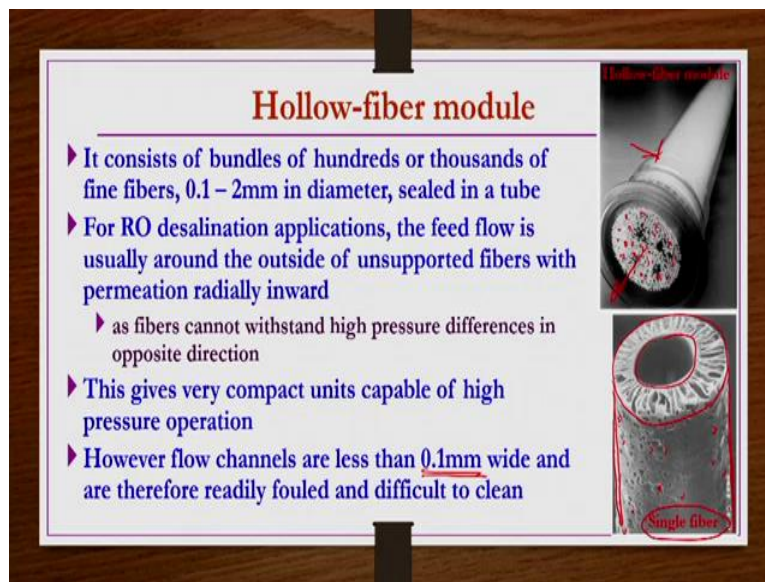 Hollow-fiber module
Hollow-fiber module
It consists of bundles of hundreds or thousands of
fine fibers, 0.1 – 2mm in diameter, sealed in a tube
For RO desalination applications, the feed flow is
usually around the outside of unsupported fibers with
permeation radially inward
as fibers cannot withstand high pressure differences in
opposite direction
This gives very compact units capable of high
pressure operation
However flow channels are less than 0.1mm wide and
are therefore readily fouled and difficult to clean
Single fiber